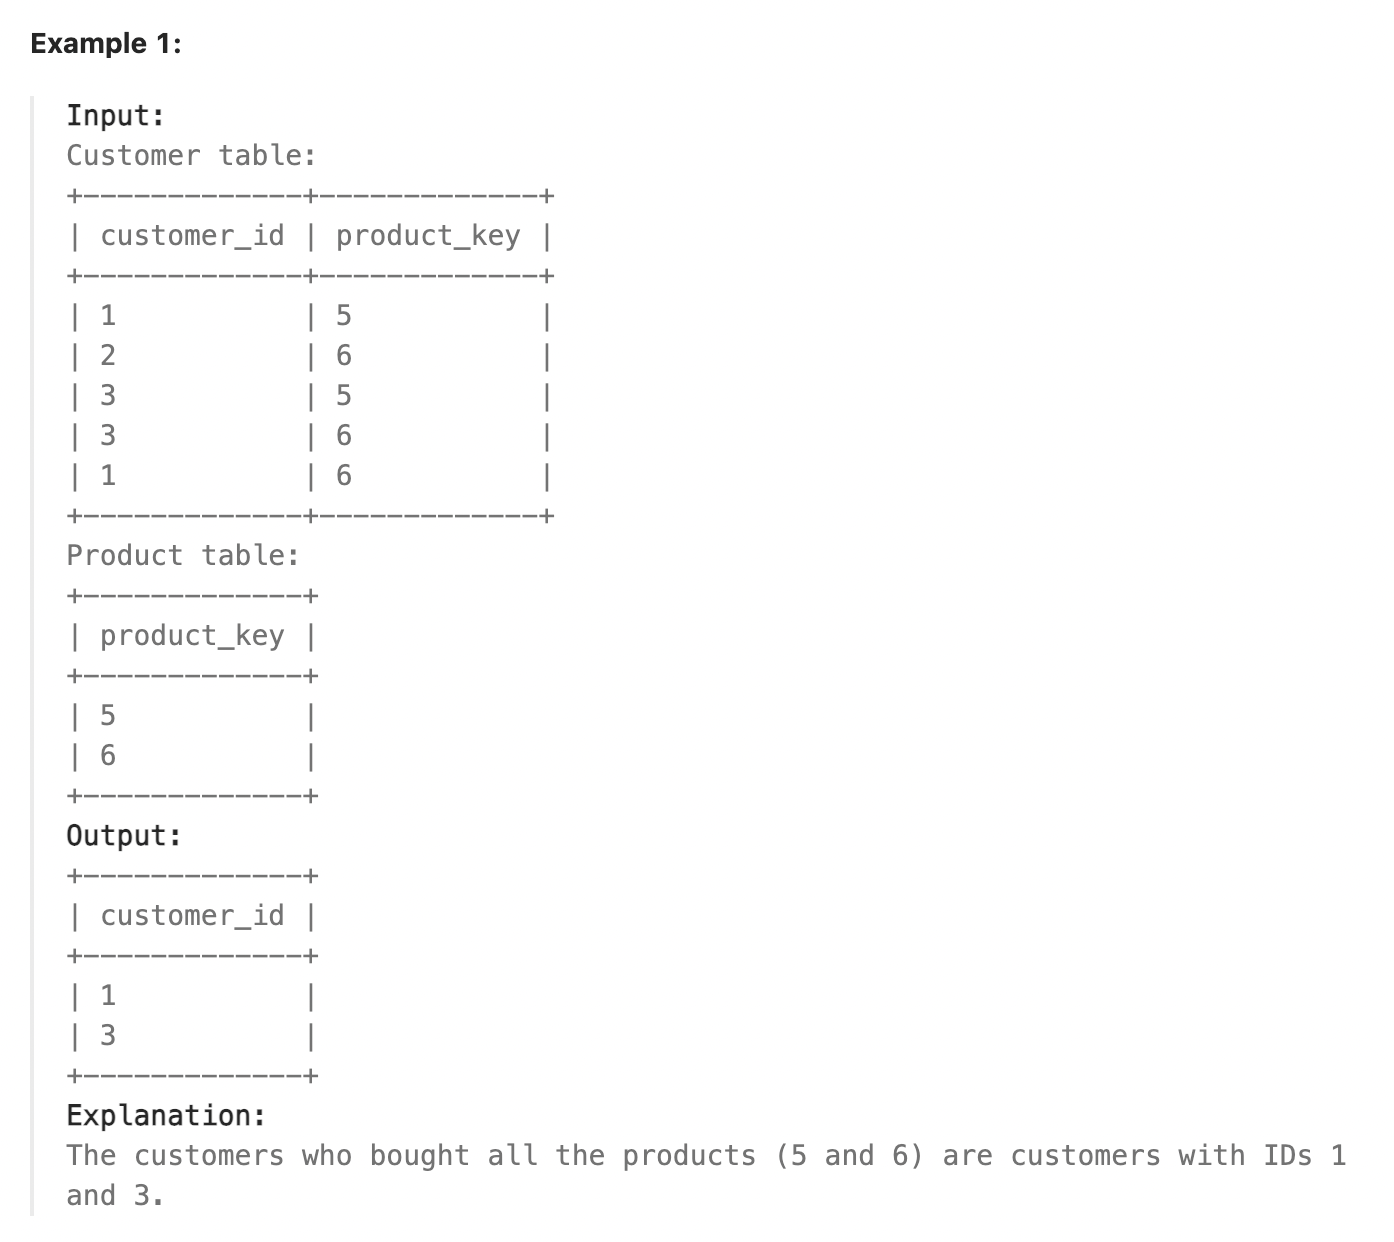 Example 1:
Input:
Customer table:
+-------------+-------------+
| customer_id | product_key |
+-------------+-------------+
| 1           | 5           |
| 2           | 6           |
| 3           | 5           |
| 3           | 6           |
| 1           | 6           |
+-------------+-------------+
Product table:
+-------------+
| product_key |
+-------------+
| 5           |
| 6           |
+-------------+
Output:
+-------------+
| customer_id |
+-------------+
| 1           |
| 3           |
+-------------+
Explanation:
The customers who bought all the products (5 and 6) are customers with IDs 1
and 3.